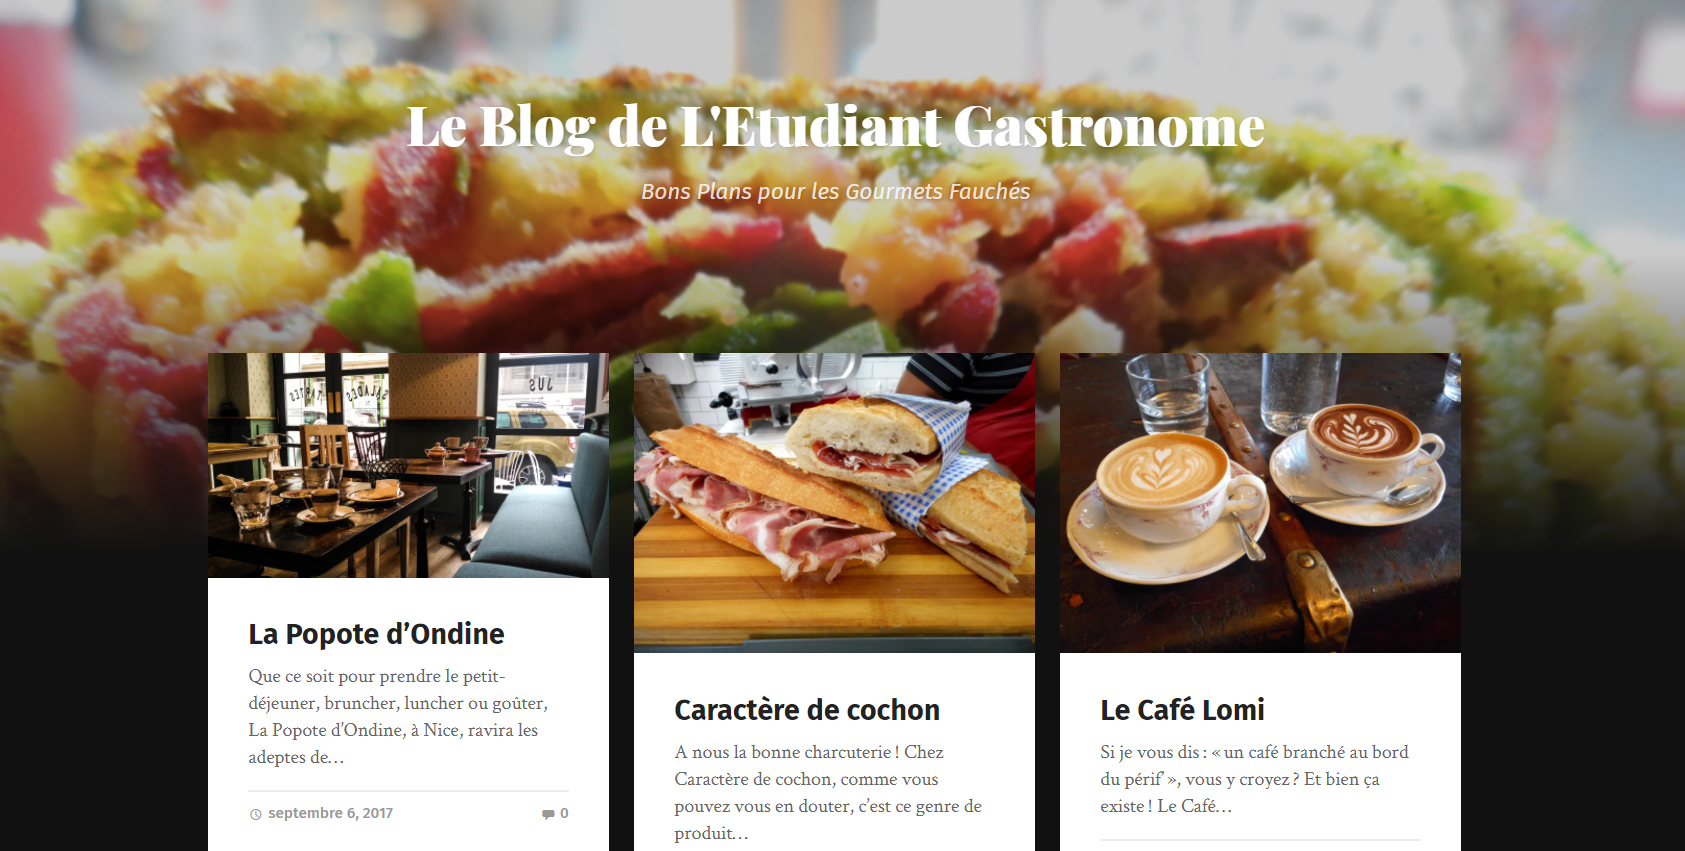 Le Blog de L'Etudiant Gastronome
Bons Plans pour les Gourmets Fauchés
JUS
La Popote d’Ondine
Que ce soit pour prendre le petit-
déjeuner, bruncher, luncher ou goûter,
La Popote d’Ondine, à Nice, ravira les
adeptes de…
septembre 6, 2017
0
Caractère de cochon
A nous la bonne charcuterie ! Chez
Caractère de cochon, comme vous
pouvez vous en douter, c’est ce genre de
produit…
Le Café Lomi
Si je vous dis : « un café branché au bord
du périf’ », vous y croyez ? Et bien ça
existe ! Le Café…